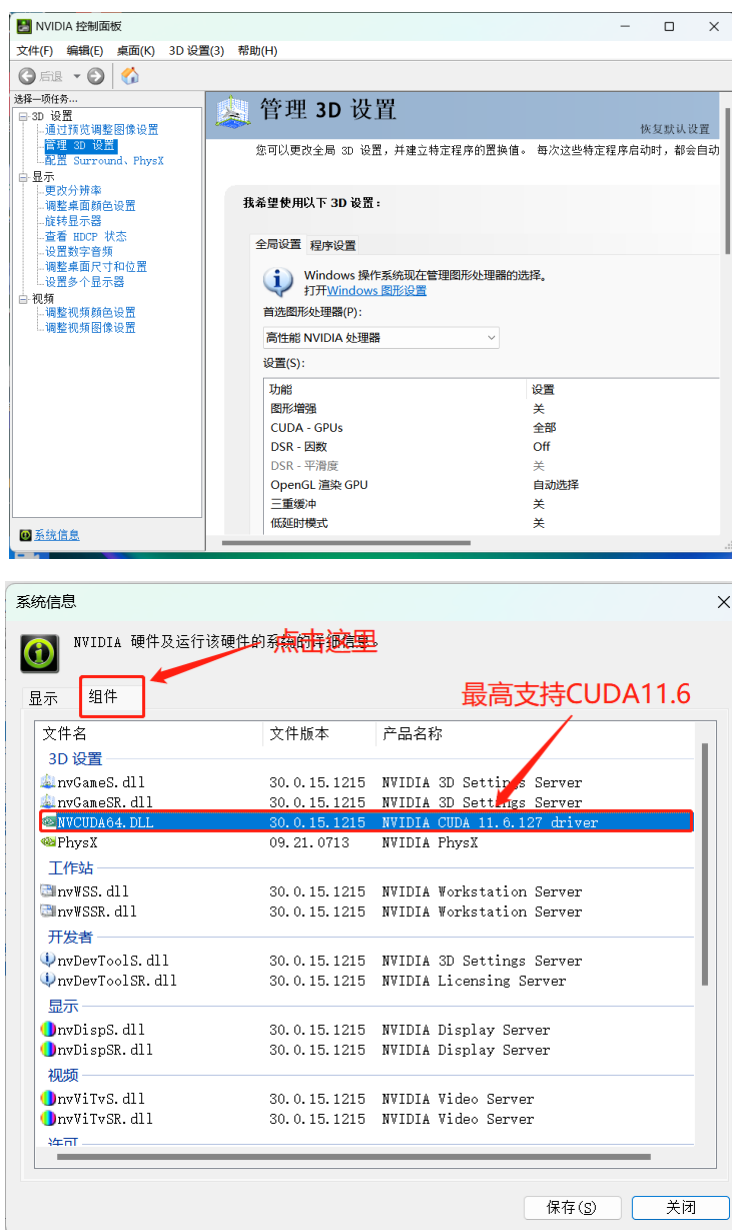 NVIDIA 控制面板
文件(F) 编辑(E) 桌面(K) 3D 设置(3) 帮助(H)
后退
选择一项任务...
3D 设置
通过预览调整图像设置
管理 3D 设置
配置 Surround、PhysX
显示
更改分辨率
调整桌面颜色设置
旋转显示器
查看 HDCP 状态
设置数字音频
调整桌面尺寸和位置
设置多个显示器
视频
调整视频颜色设置
调整视频图像设置
系统信息
管理 3D 设置
恢复默认设置
您可以更改全局 3D 设置，并建立特定程序的置换值。 每次这些特定程序启动时，都会自动
我希望使用以下 3D 设置：
全局设置 程序设置
Windows 操作系统现在管理图形处理器的选择。
打开Windows 图形设置
首选图形处理器(P):
高性能 NVIDIA 处理器
设置(S):
功能 设置
图形增强 关
CUDA - GPUs 全部
DSR - 因数 Off
DSR - 平滑度 关
OpenGL 渲染 GPU 自动选择
三重缓冲 关
低延时模式 关
系统信息
NVIDIA 硬件及运行该硬件的系统的详细信息。
点击这里
显示 组件
最高支持CUDA11.6
文件名 文件版本 产品名称
3D 设置
nvGameS.dll 30.0.15.1215 NVIDIA 3D Settings Server
nvGameSR.dll 30.0.15.1215 NVIDIA 3D Settings Server
NVCUDA64.DLL 30.0.15.1215 NVIDIA CUDA 11.6.127 driver
PhysX 09.21.0713 NVIDIA PhysX
工作站
nvWSS.dll 30.0.15.1215 NVIDIA Workstation Server
nvWSSR.dll 30.0.15.1215 NVIDIA Workstation Server
开发者
nvDevToolS.dll 30.0.15.1215 NVIDIA 3D Settings Server
nvDevToolSR.dll 30.0.15.1215 NVIDIA Licensing Server
显示
nvDispS.dll 30.0.15.1215 NVIDIA Display Server
nvDispSR.dll 30.0.15.1215 NVIDIA Display Server
视频
nvViTvS.dll 30.0.15.1215 NVIDIA Video Server
nvViTvSR.dll 30.0.15.1215 NVIDIA Video Server
许可
保存(S) 关闭